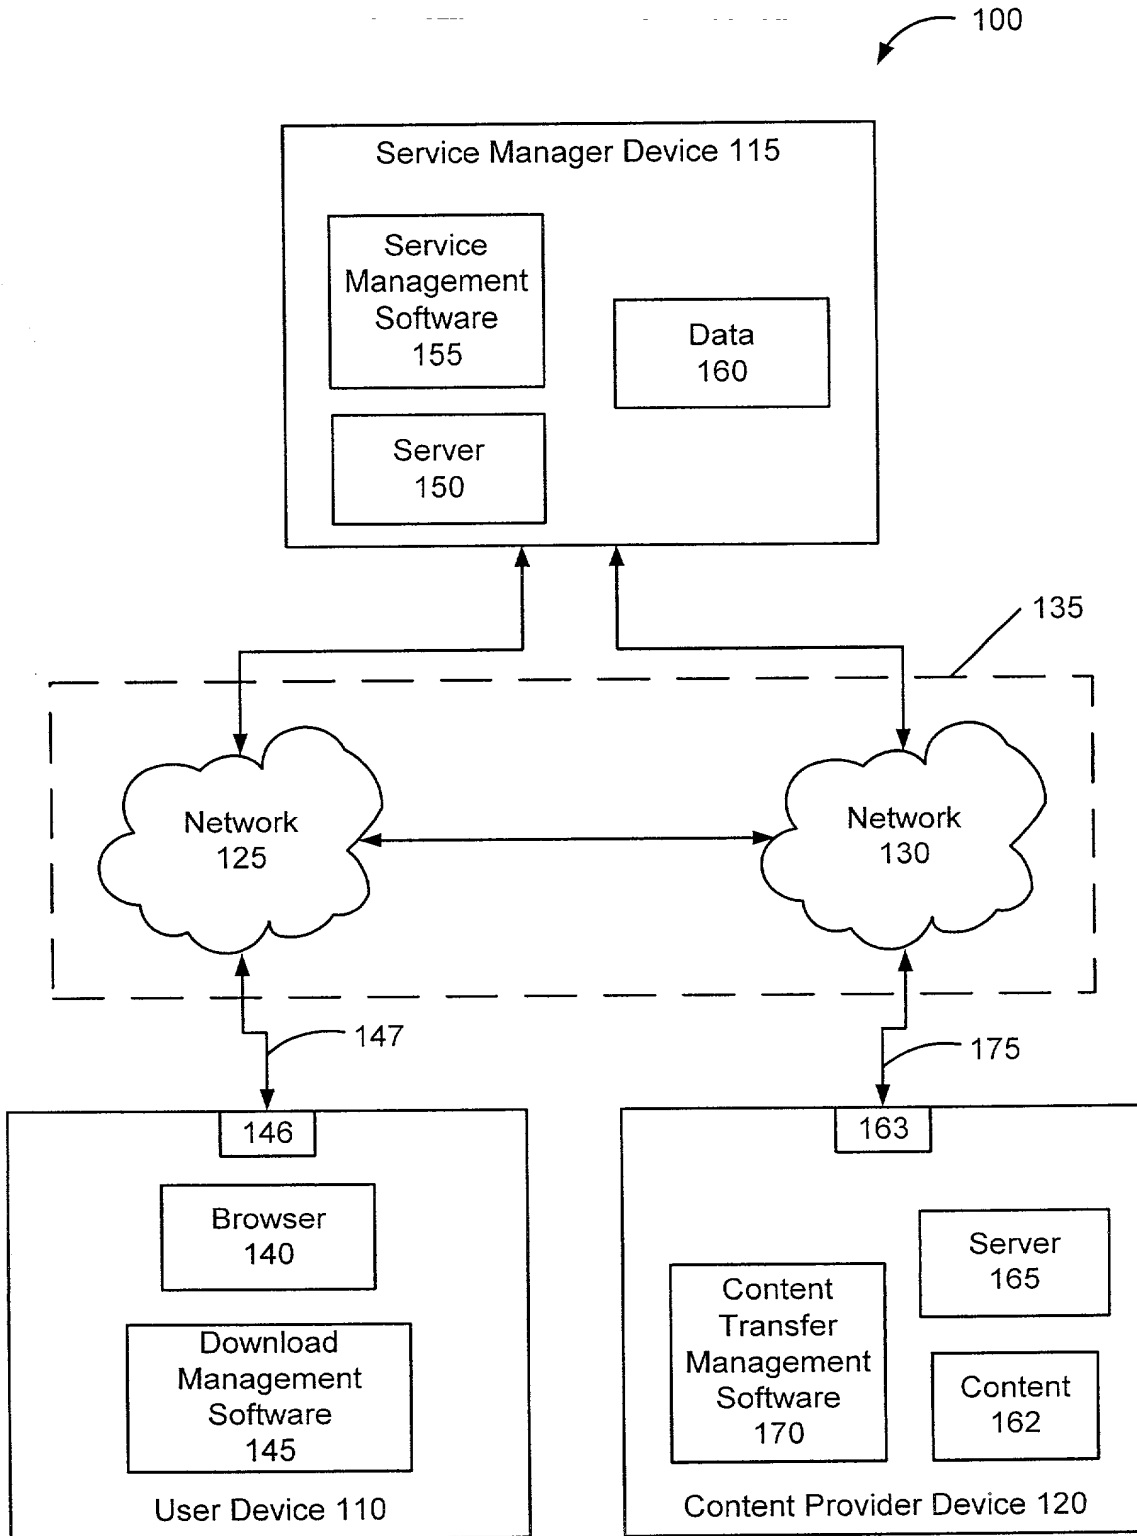 100
Service Manager Device 115
Service
Management
Software
155
Data
160
Server
150
135
Network
125
Network
130
147
175
146
163
Browser
140
Server
165
Content
Transfer
Management
Software
170
Download
Management
Software
145
Content
162
User Device 110
Content Provider Device 120